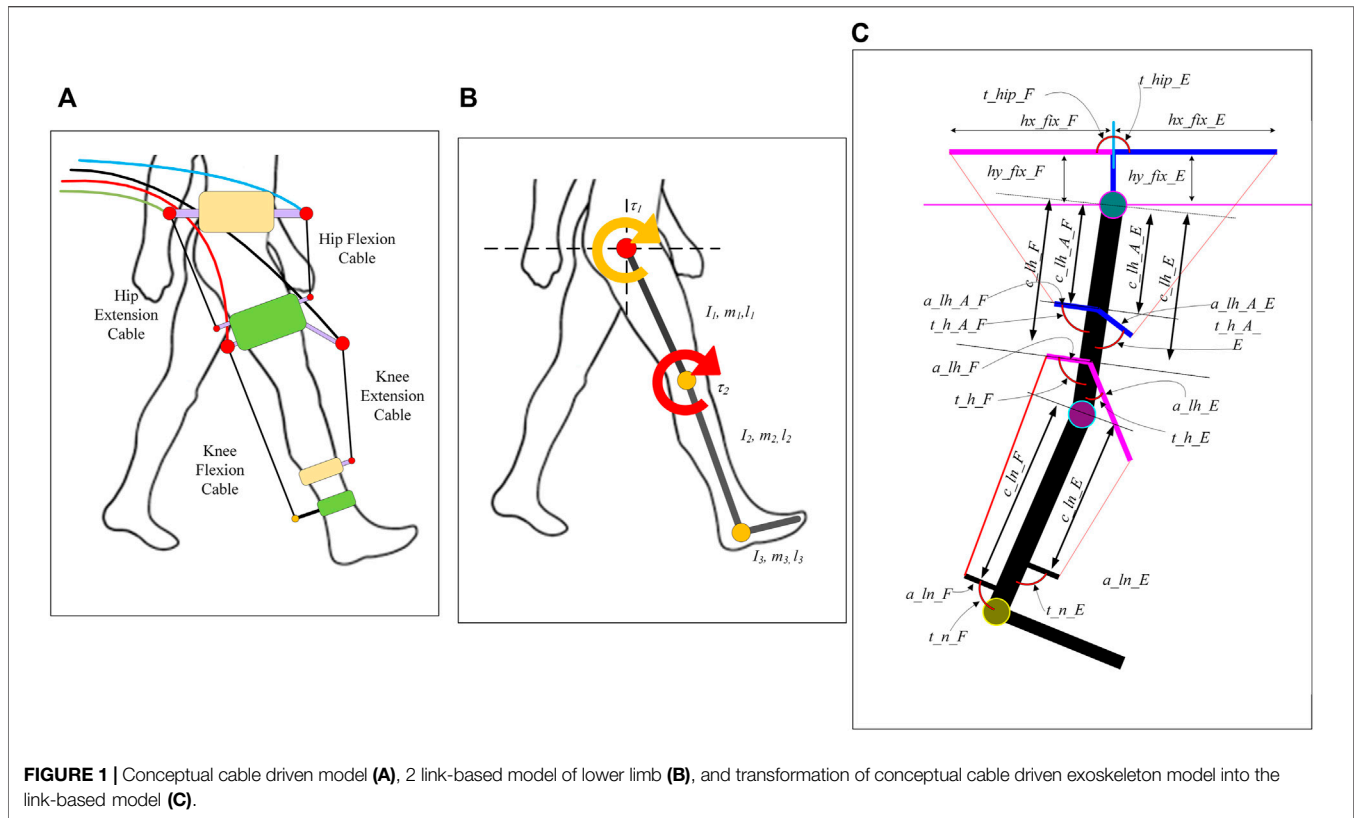 A
Hip Flexion
Cable
Hip
Extension
Cable
Knee
Extension
Cable
Knee
Flexion
Cable
B
τ1
I1, m1, l1
τ2
I2, m2, l2
I3, m3, l3
C
t_hip_F
t_hip_E
hx_fix_F
hx_fix_E
hy_fix_F
hy_fix_E
c_lh_F
c_lh_A_F
c_lh_A_E
c_lh_E
a_lh_A_F
a_lh_A_E
t_h_A_F
t_h_A_
E
a_lh_F
a_lh_E
t_h_F
t_h_E
c_ln_F
c_ln_E
a_ln_F
a_ln_E
t_n_E
t_n_F
FIGURE 1 | Conceptual cable driven model (A), 2 link-based model of lower limb (B), and transformation of conceptual cable driven exoskeleton model into the
link-based model (C).